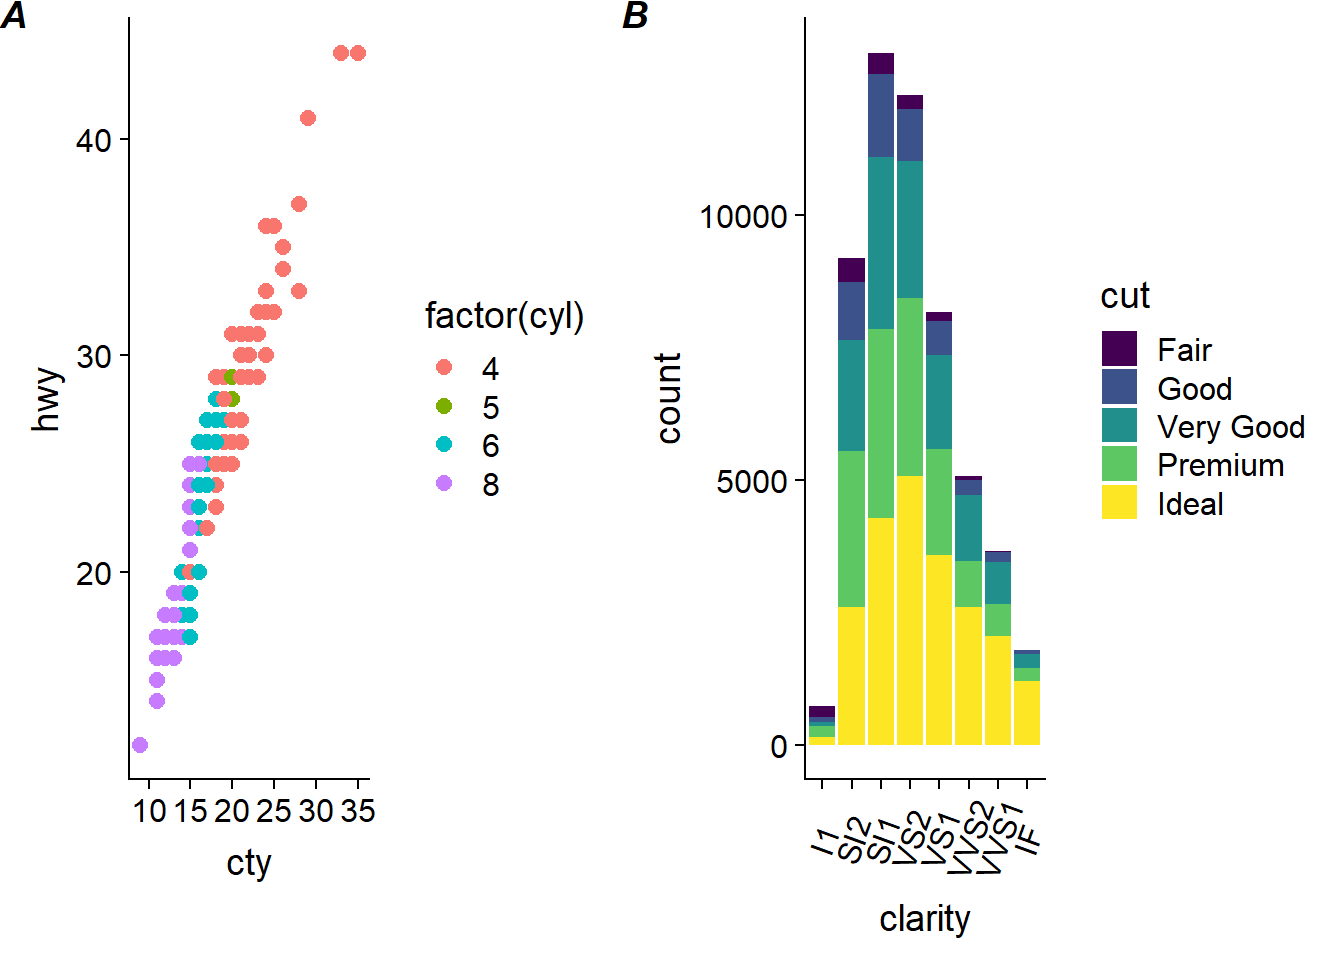 A
hwy
40
30
20
10 15 20 25 30 35
cty
factor(cyl)
4
5
6
8
B
count
10000
5000
0
I1
SI2
SI1
VS2
VS1
VVS2
VVS1
IF
clarity
cut
Fair
Good
Very Good
Premium
Ideal